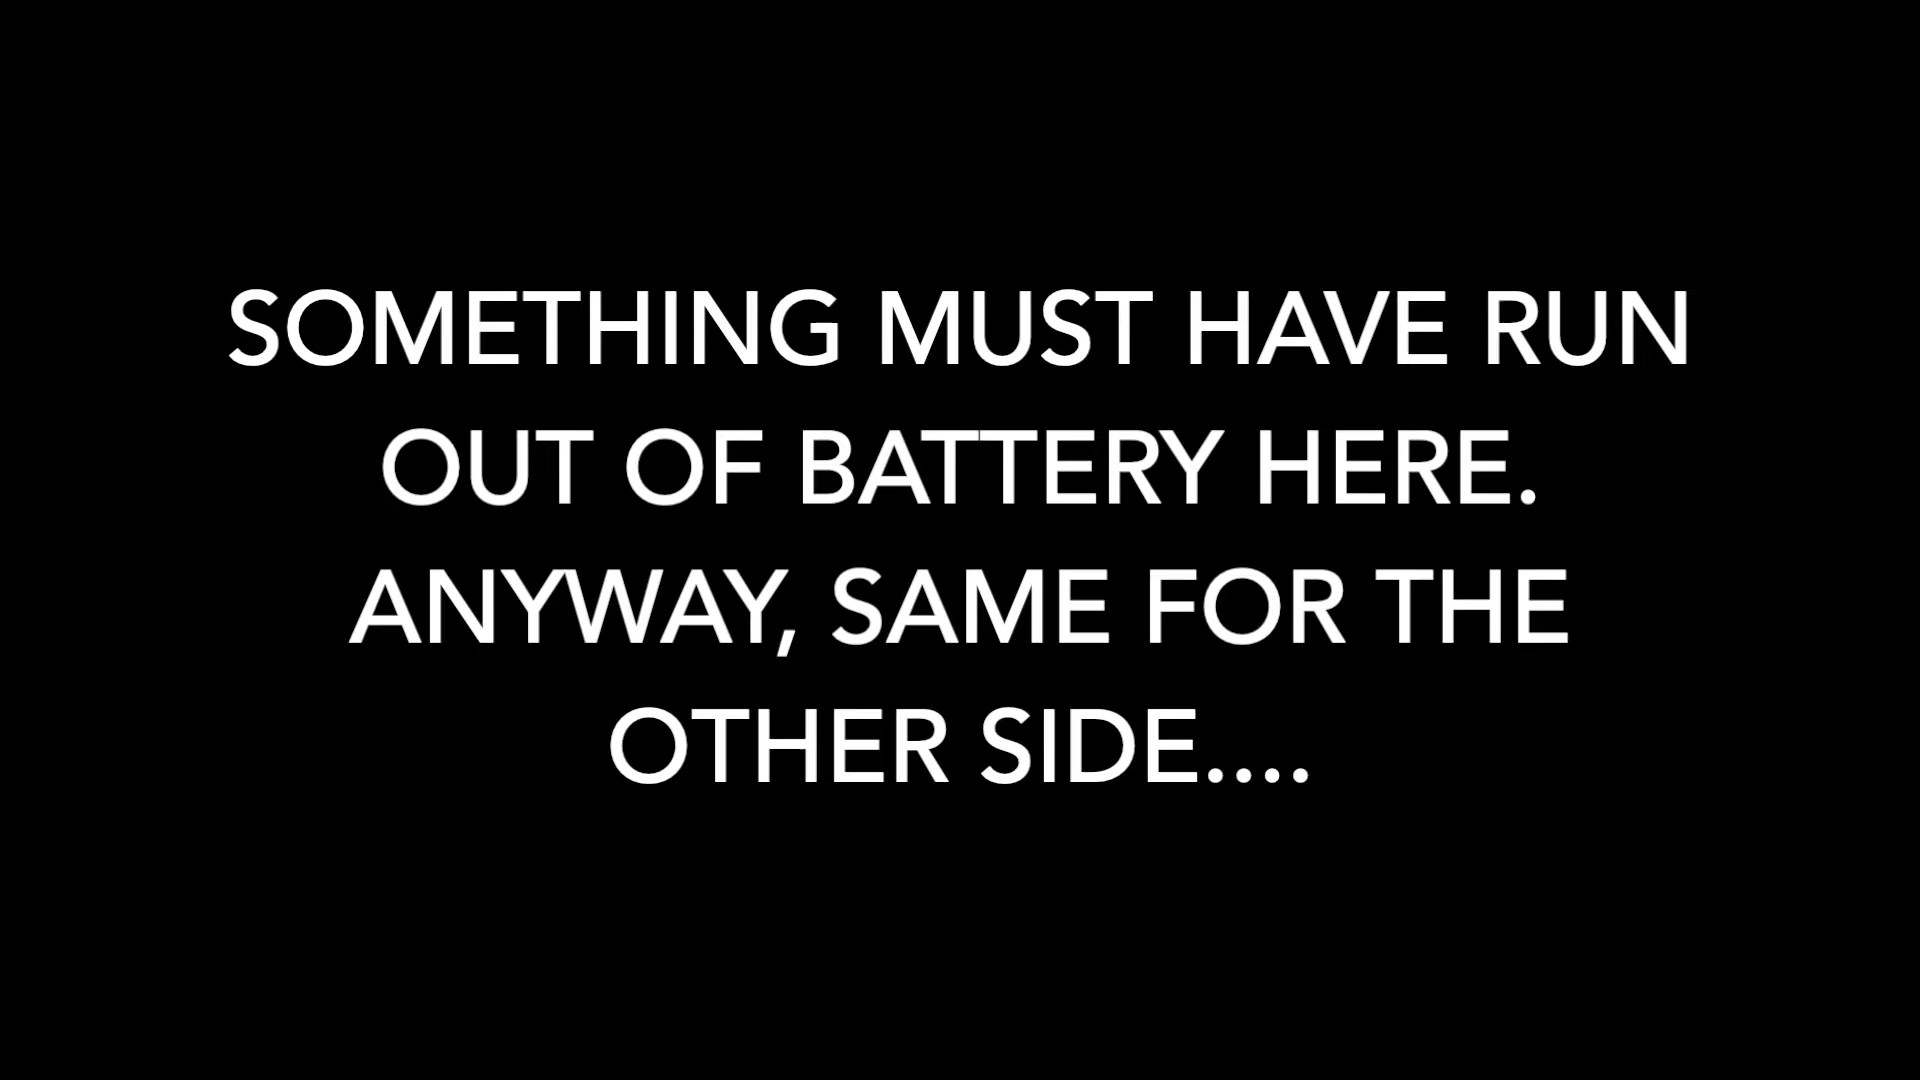 SOMETHING MUST HAVE RUN
OUT OF BATTERY HERE.
ANYWAY, SAME FOR THE
OTHER SIDE....